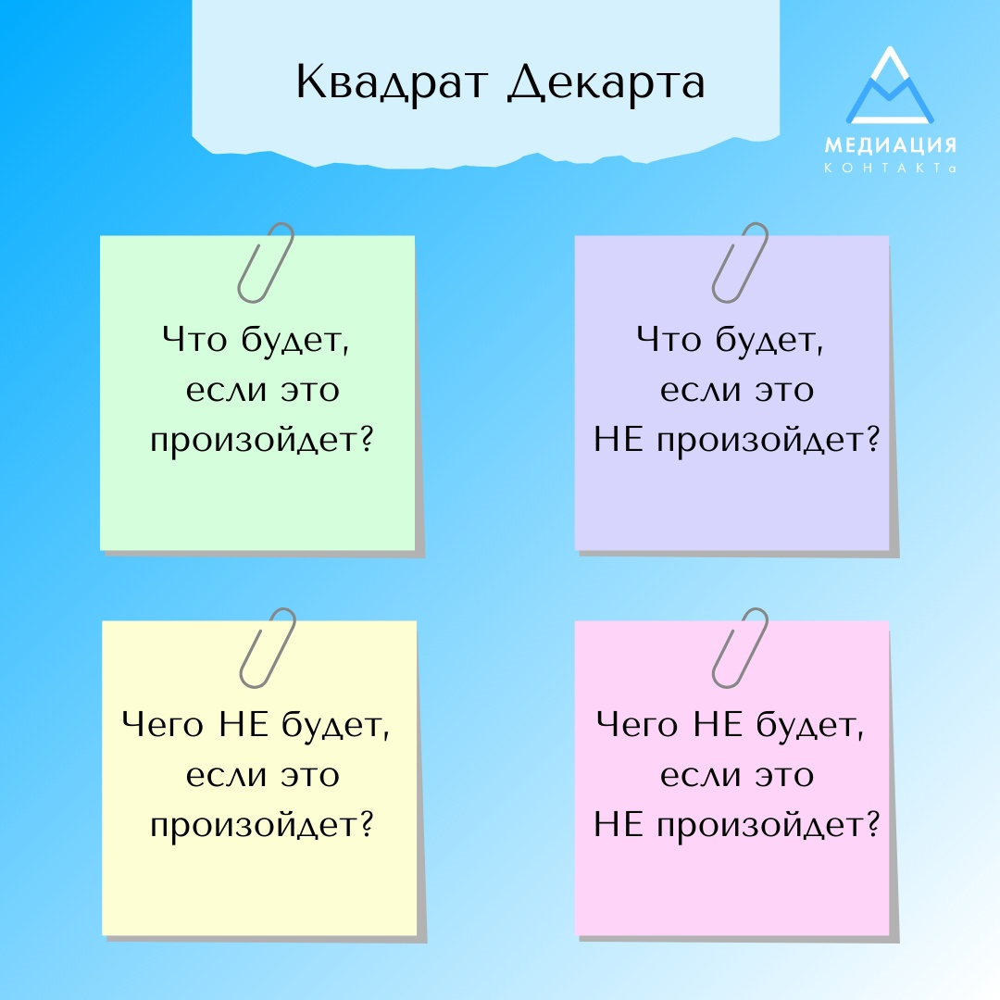 Квадрат Декарта
МЕДИАЦИЯ
КОНТАКТа
Что будет,
если это
произойдет?
Что будет,
если это
НЕ произойдет?
Чего НЕ будет,
если это
произойдет?
Чего НЕ будет,
если это
НЕ произойдет?